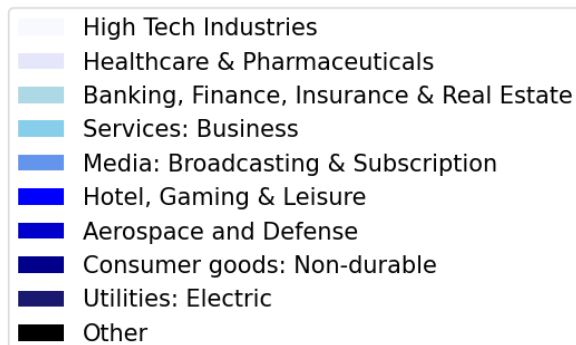 High Tech Industries
Healthcare & Pharmaceuticals
Banking, Finance, Insurance & Real Estate
Services: Business
Media: Broadcasting & Subscription
Hotel, Gaming & Leisure
Aerospace and Defense
Consumer goods: Non-durable
Utilities: Electric
Other